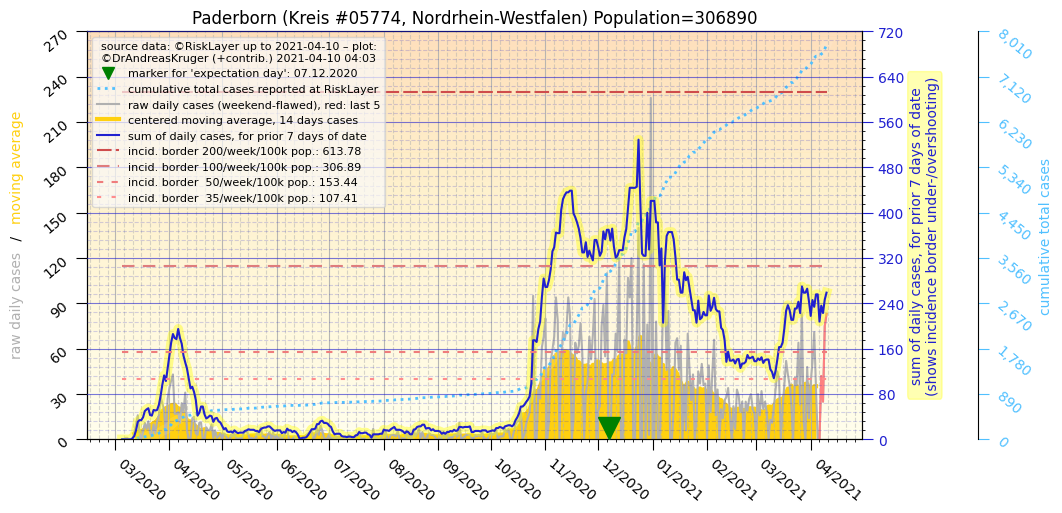 Paderborn (Kreis #05774, Nordrhein-Westfalen) Population=306890
source data: ©RiskLayer up to 2021-04-10 – plot:
©DrAndreasKruger (+contrib.) 2021-04-10 04:03
marker for 'expectation day': 07.12.2020
cumulative total cases reported at RiskLayer
raw daily cases (weekend-flawed), red: last 5
centered moving average, 14 days cases
sum of daily cases, for prior 7 days of date
incid. border 200/week/100k pop.: 613.78
incid. border 100/week/100k pop.: 306.89
incid. border  50/week/100k pop.: 153.44
incid. border  35/week/100k pop.: 107.41
raw daily cases / moving average
270
240
210
180
150
120
90
60
30
0
03/2020
04/2020
05/2020
06/2020
07/2020
08/2020
09/2020
10/2020
11/2020
12/2020
01/2021
02/2021
03/2021
04/2021
720
640
560
480
400
320
240
160
80
0
sum of daily cases, for prior 7 days of date
(shows incidence border under-/overshooting)
8,010
7,120
6,230
5,340
4,450
3,560
2,670
1,780
890
0
cumulative total cases